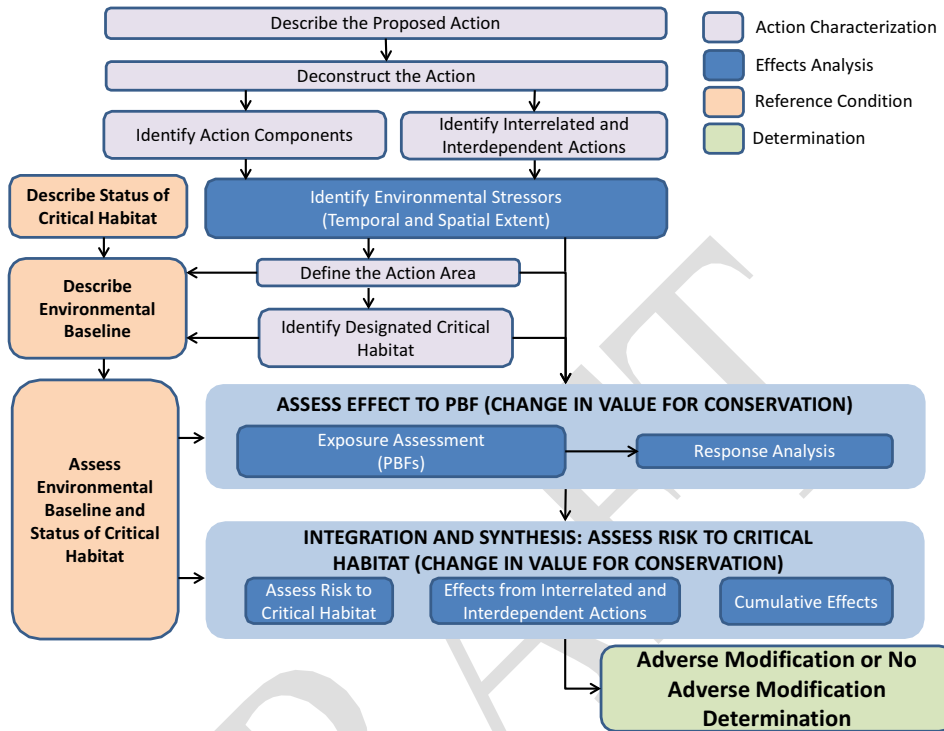 Describe the Proposed Action
Deconstruct the Action
Identify Action Components
Identify Interrelated and
Interdependent Actions
Action Characterization
Effects Analysis
Reference Condition
Determination
Describe Status of
Critical Habitat
Identify Environmental Stressors
(Temporal and Spatial Extent)
Describe
Environmental
Baseline
Define the Action Area
Identify Designated Critical
Habitat
Assess
Environmental
Baseline and
Status of Critical
Habitat
ASSESS EFFECT TO PBF (CHANGE IN VALUE FOR CONSERVATION)
Exposure Assessment
(PBFs)
Response Analysis
INTEGRATION AND SYNTHESIS: ASSESS RISK TO CRITICAL
HABITAT (CHANGE IN VALUE FOR CONSERVATION)
Assess Risk to
Critical Habitat
Effects from Interrelated and
Interdependent Actions
Cumulative Effects
Adverse Modification or No
Adverse Modification
Determination
DRAFT